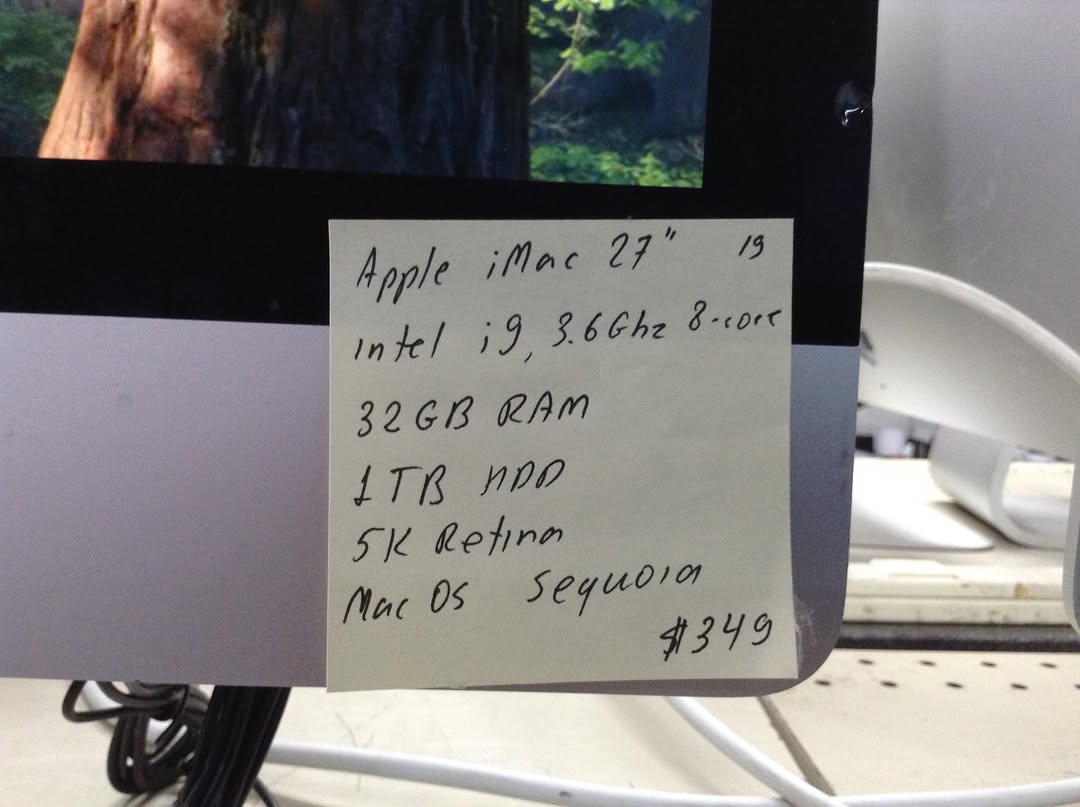 Apple iMac 27" 19
intel i9, 3.6Ghz 8-core
32GB RAM
1TB HDD
5K Retina
Mac OS Sequoia
$349